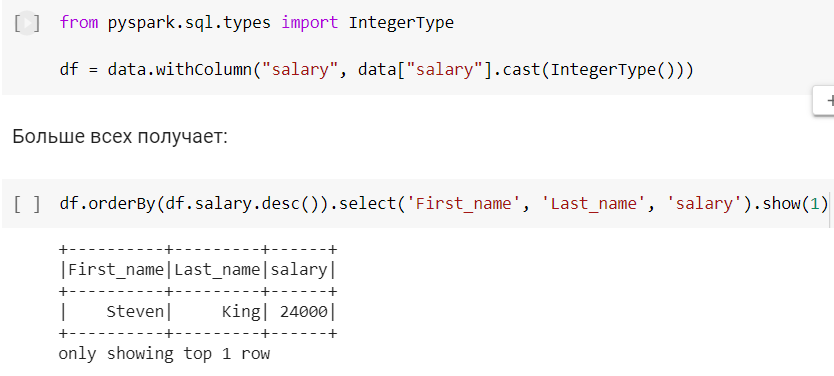 [ ] from pyspark.sql.types import IntegerType
df = data.withColumn("salary", data["salary"].cast(IntegerType()))
+
Больше всех получает:
[ ] df.orderBy(df.salary.desc()).select('First_name', 'Last_name', 'salary').show(1)
+----------+---------+------+
|First_name|Last_name|salary|
+----------+---------+------+
|    Steven|     King| 24000|
+----------+---------+------+
only showing top 1 row